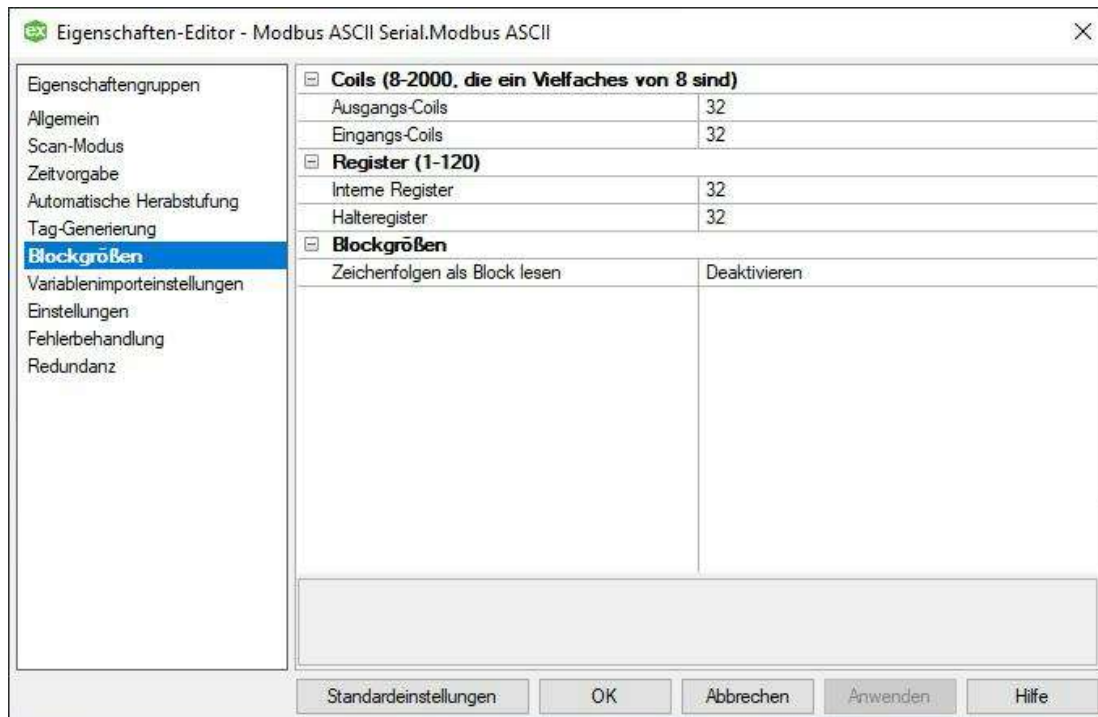 ex Eigenschaften-Editor - Modbus ASCII Serial.Modbus ASCII
Eigenschaftengruppen
Allgemein
Scan-Modus
Zeitvorgabe
Automatische Herabstufung
Tag-Generierung
Blockgrößen
Variablenimporteinstellungen
Einstellungen
Fehlerbehandlung
Redundanz
Coils (8-2000, die ein Vielfaches von 8 sind)
Ausgangs-Coils 32
Eingangs-Coils 32
Register (1-120)
Interne Register 32
Halteregister 32
Blockgrößen
Zeichenfolgen als Block lesen Deaktivieren
Standardeinstellungen OK Abbrechen Anwenden Hilfe